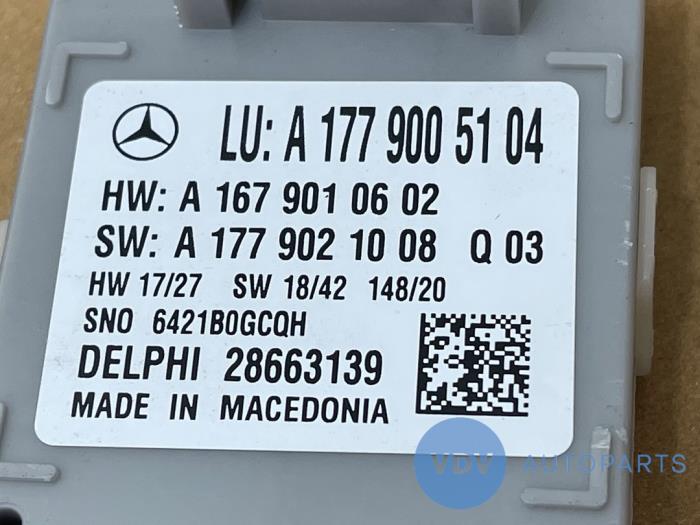 LU: A 177 900 51 04
HW: A 167 901 06 02
SW: A 177 902 10 08 Q 03
HW 17/27 SW 18/42 148/20
SNO 6421B0GCQH
DELPHI 28663139
MADE IN MACEDONIA
VDV AUTOPARTS